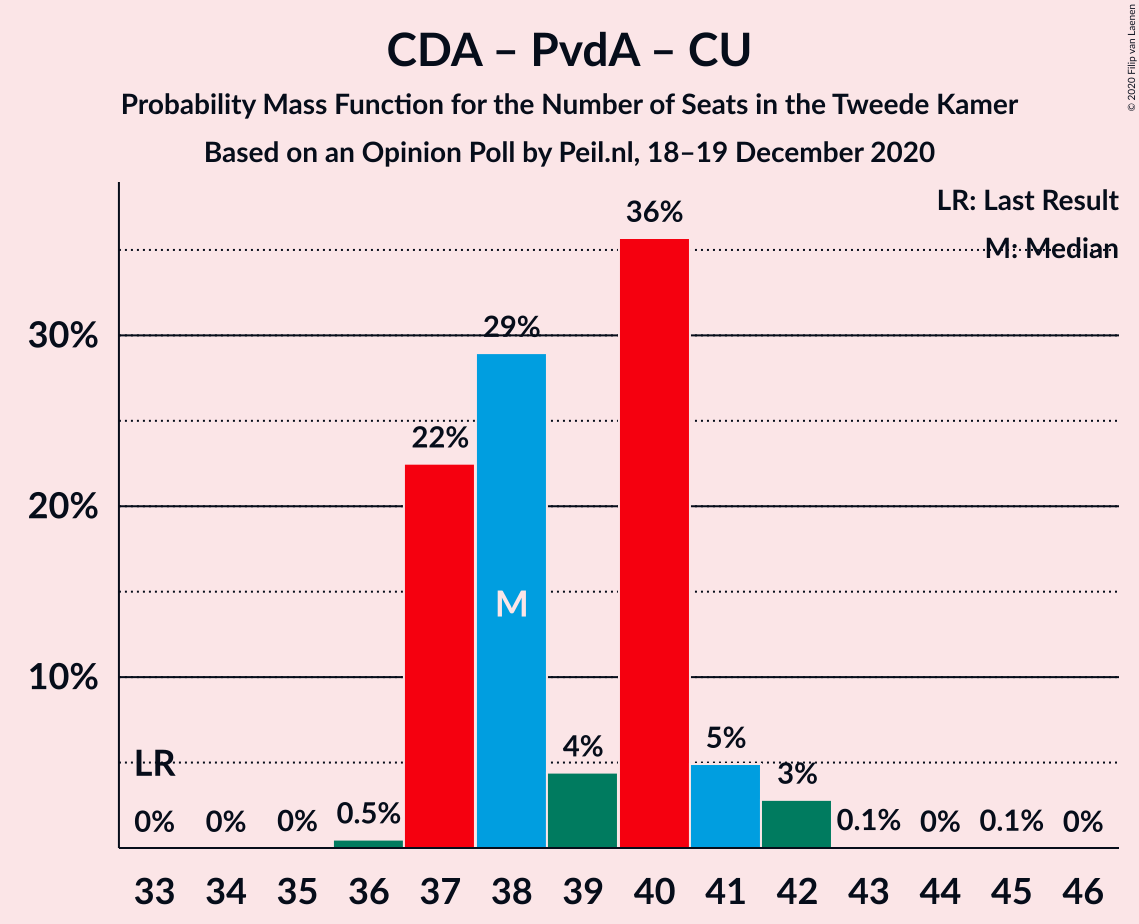 CDA – PvdA – CU
Probability Mass Function for the Number of Seats in the Tweede Kamer
Based on an Opinion Poll by Peil.nl, 18–19 December 2020
© 2020 Filip van Laenen
LR: Last Result
M: Median
30%
20%
10%
LR
0% 0% 0% 0.5% 22% 29% 4% 36% 5% 3% 0.1% 0% 0.1% 0%
M
33 34 35 36 37 38 39 40 41 42 43 44 45 46